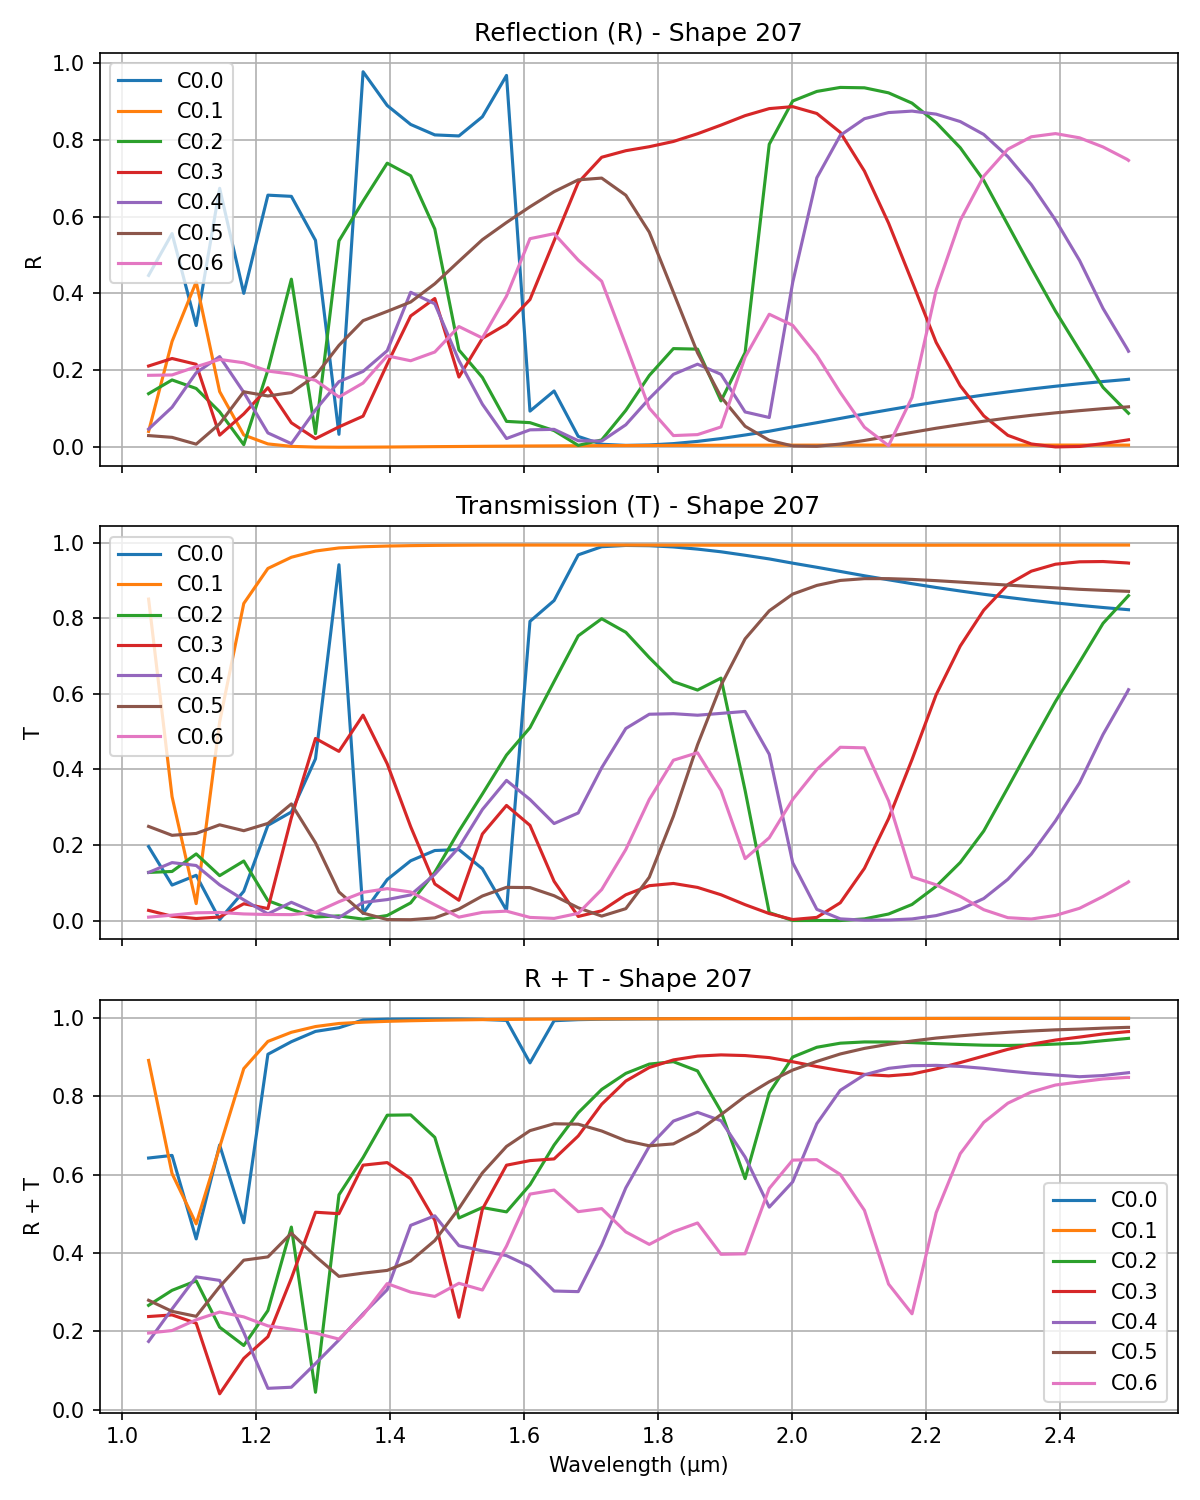 Reflection (R) - Shape 207
1.0
0.8
0.6
0.4
0.2
0.0
R
C0.0
C0.1
C0.2
C0.3
C0.4
C0.5
C0.6
Transmission (T) - Shape 207
1.0
0.8
0.6
0.4
0.2
0.0
T
C0.0
C0.1
C0.2
C0.3
C0.4
C0.5
C0.6
R + T - Shape 207
1.0
0.8
0.6
0.4
0.2
0.0
R + T
C0.0
C0.1
C0.2
C0.3
C0.4
C0.5
C0.6
1.0 1.2 1.4 1.6 1.8 2.0 2.2 2.4
Wavelength (μm)